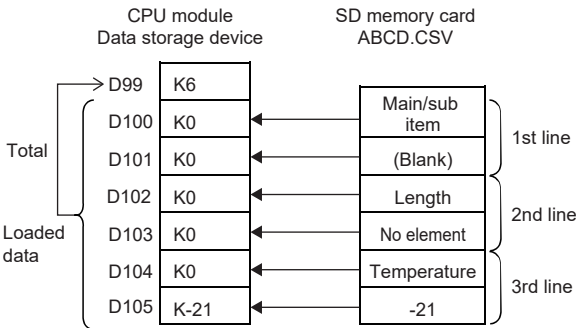 CPU module
Data storage device
SD memory card
ABCD.CSV
D99 K6
D100 K0 Main/sub
item
D101 K0 (Blank)
1st line
Total
D102 K0 Length
D103 K0 No element
2nd line
Loaded
data
D104 K0 Temperature
D105 K-21 -21
3rd line